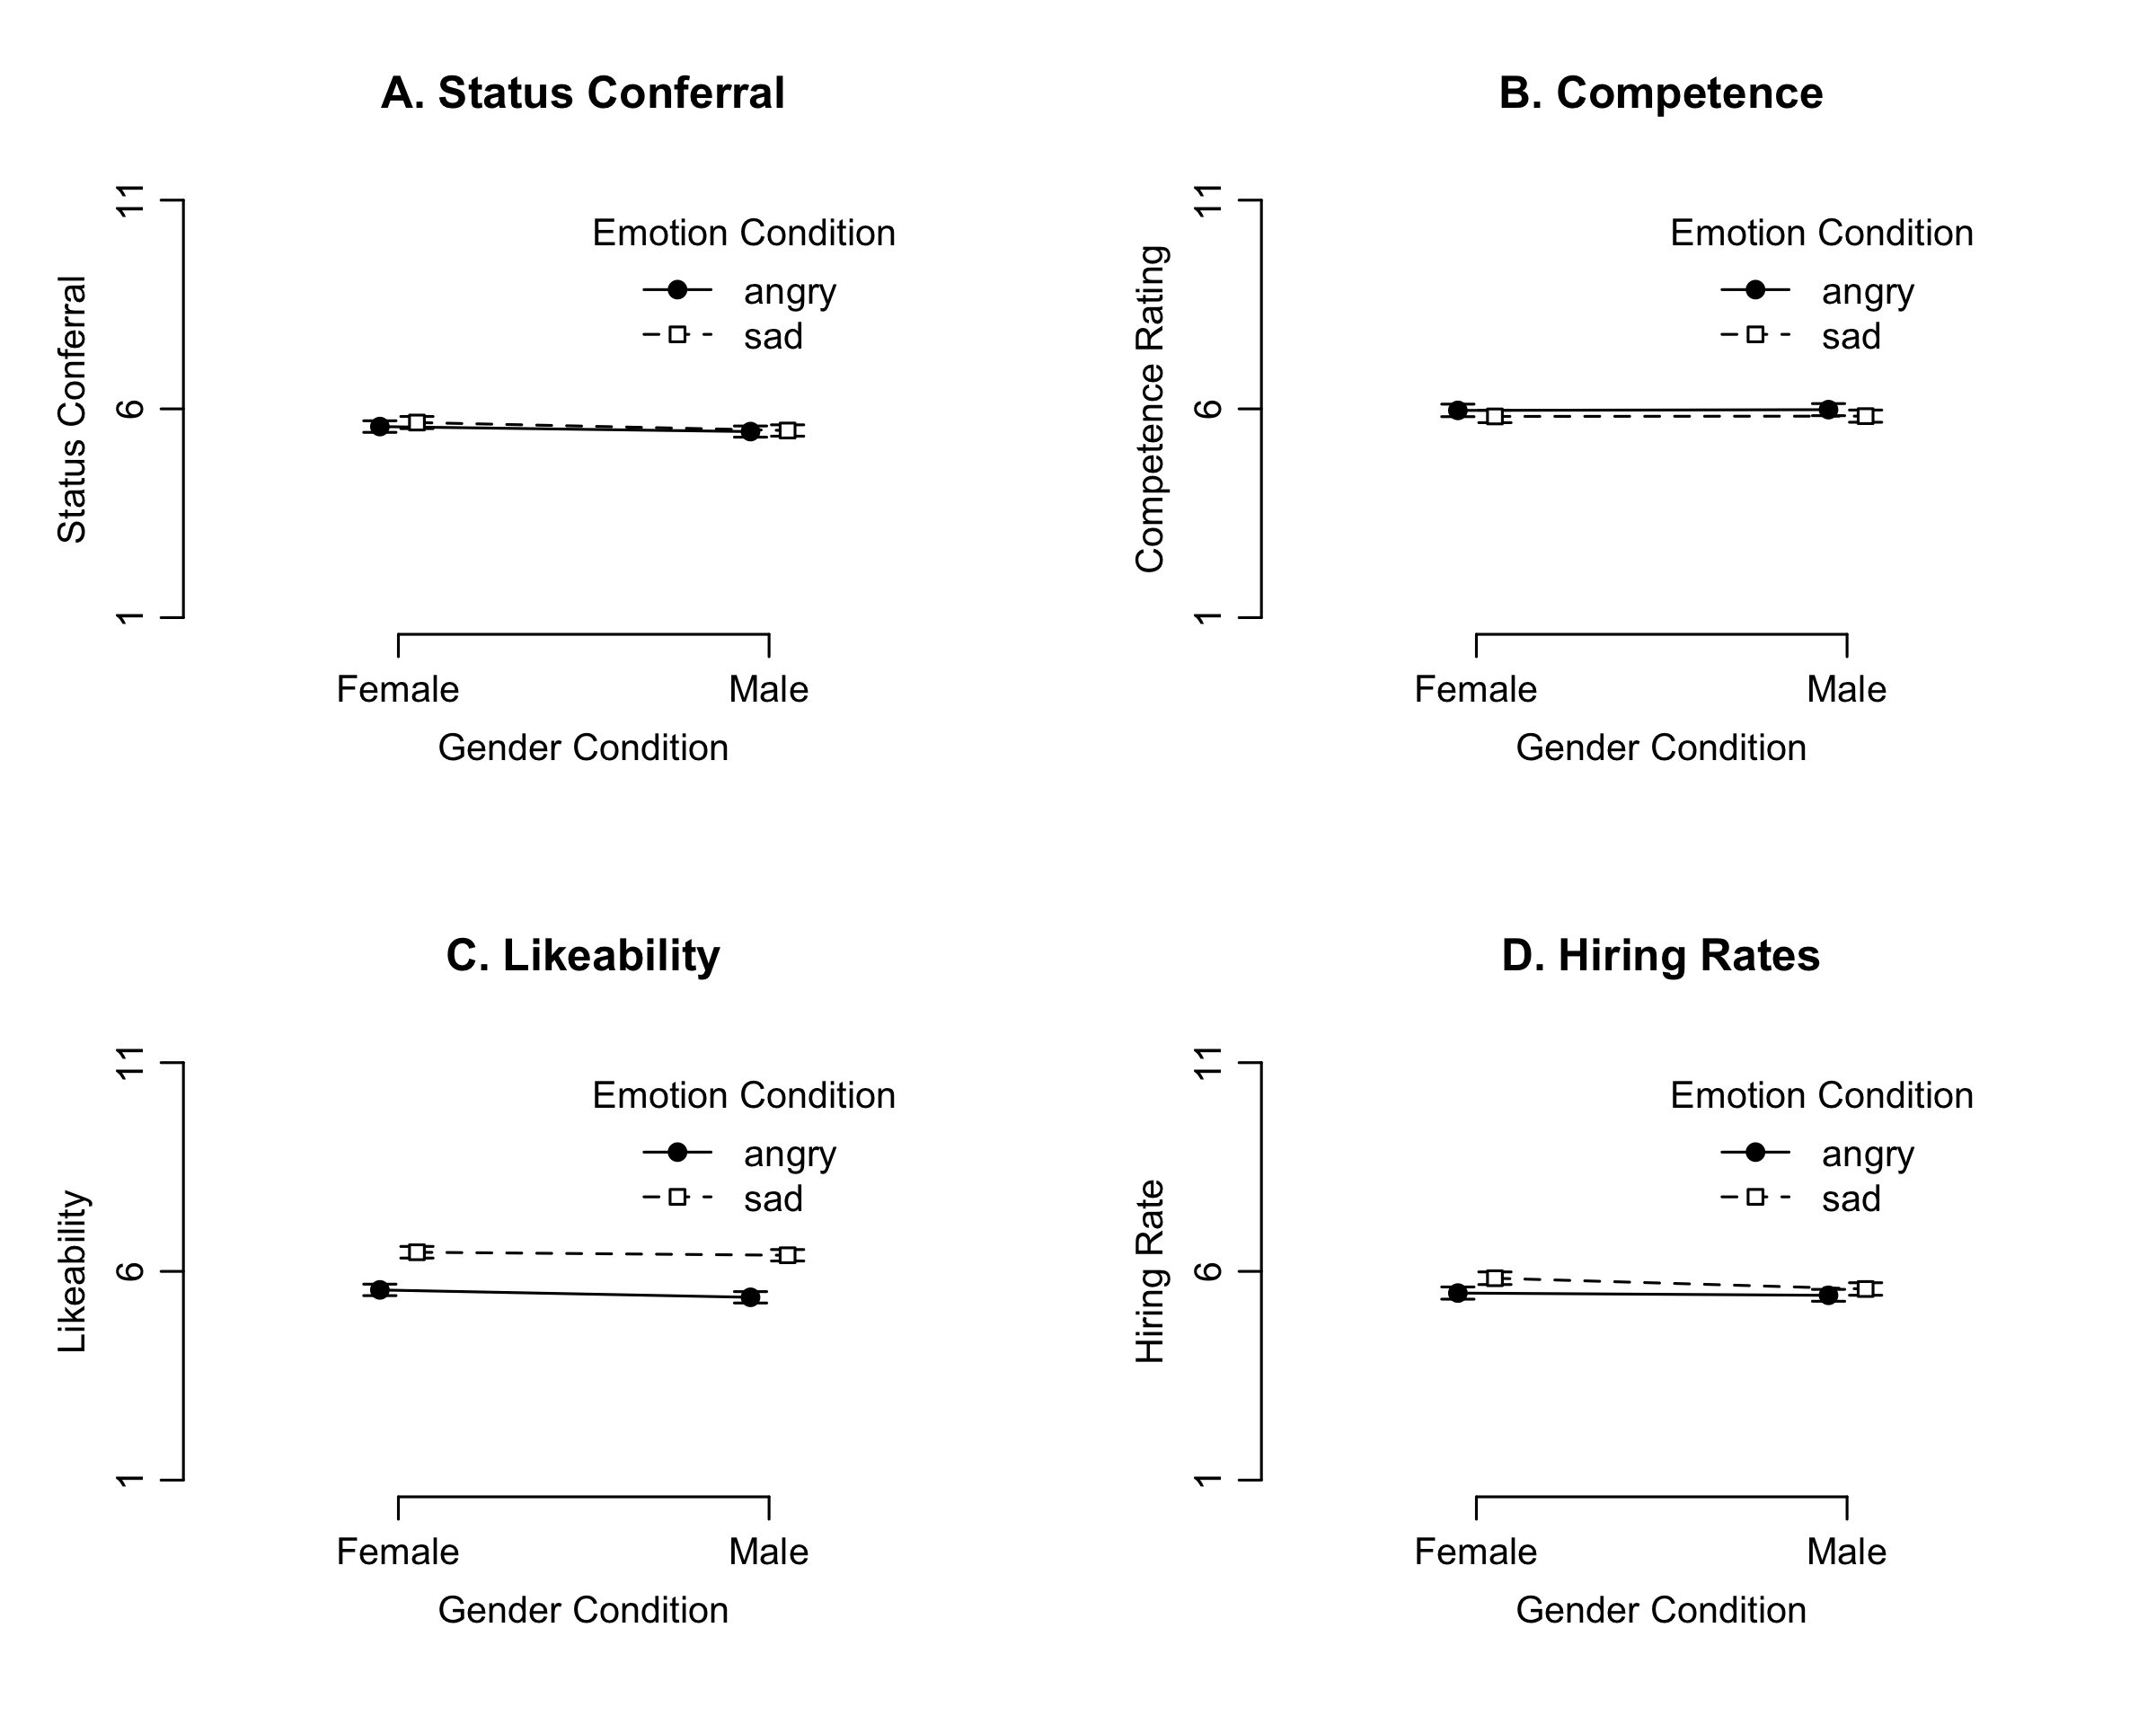 A. Status Conferral
Status Conferral
11
6
1
Emotion Condition
angry
sad
Female
Male
Gender Condition
B. Competence
Competence Rating
11
6
1
Emotion Condition
angry
sad
Female
Male
Gender Condition
C. Likeability
Likeability
11
6
1
Emotion Condition
angry
sad
Female
Male
Gender Condition
D. Hiring Rates
Hiring Rate
11
6
1
Emotion Condition
angry
sad
Female
Male
Gender Condition